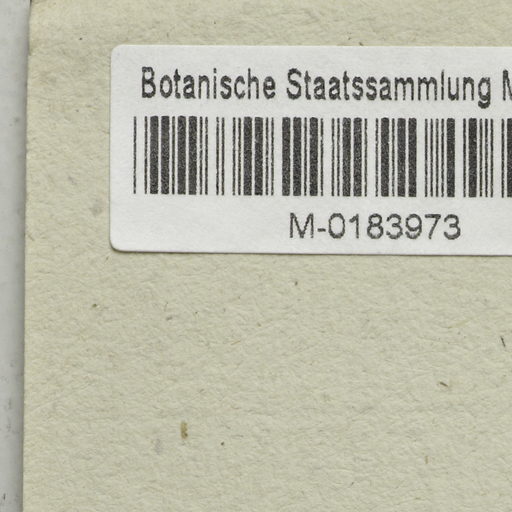 Botanische Staatssammlung M
M-0183973